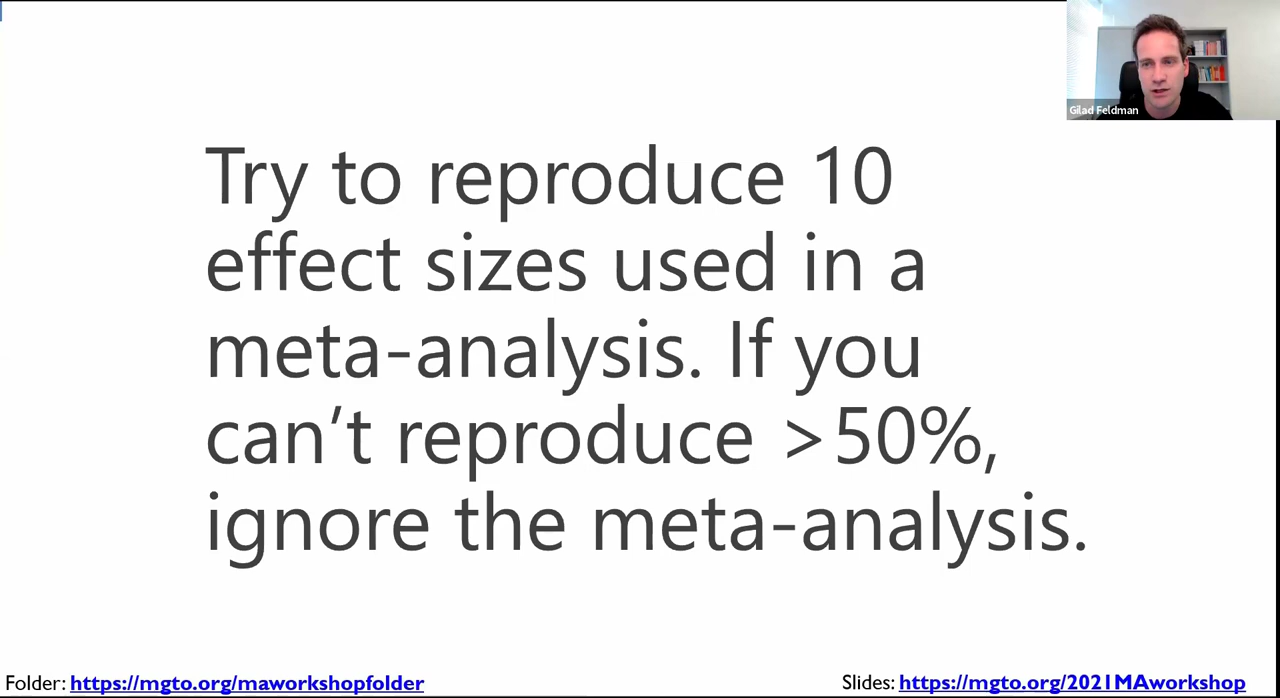 Gilad Feldman
Try to reproduce 10
effect sizes used in a
meta-analysis. If you
can’t reproduce >50%,
ignore the meta-analysis.
Folder: https://mgto.org/maworkshopfolder
Slides: https://mgto.org/2021MAworkshop